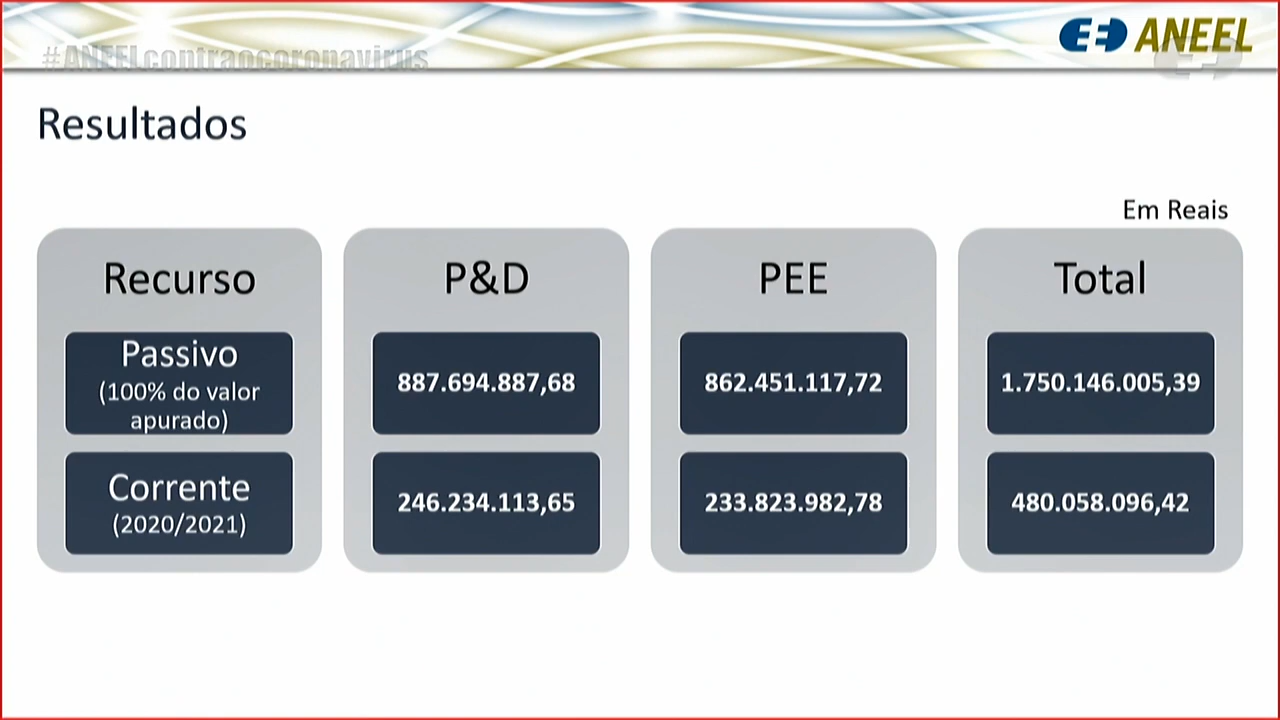 ANEEL
#ANEELcontraocoronavirus
Resultados
Em Reais
Recurso
P&D
PEE
Total
Passivo
(100% do valor
apurado)
887.694.887,68
862.451.117,72
1.750.146.005,39
Corrente
(2020/2021)
246.234.113,65
233.823.982,78
480.058.096,42